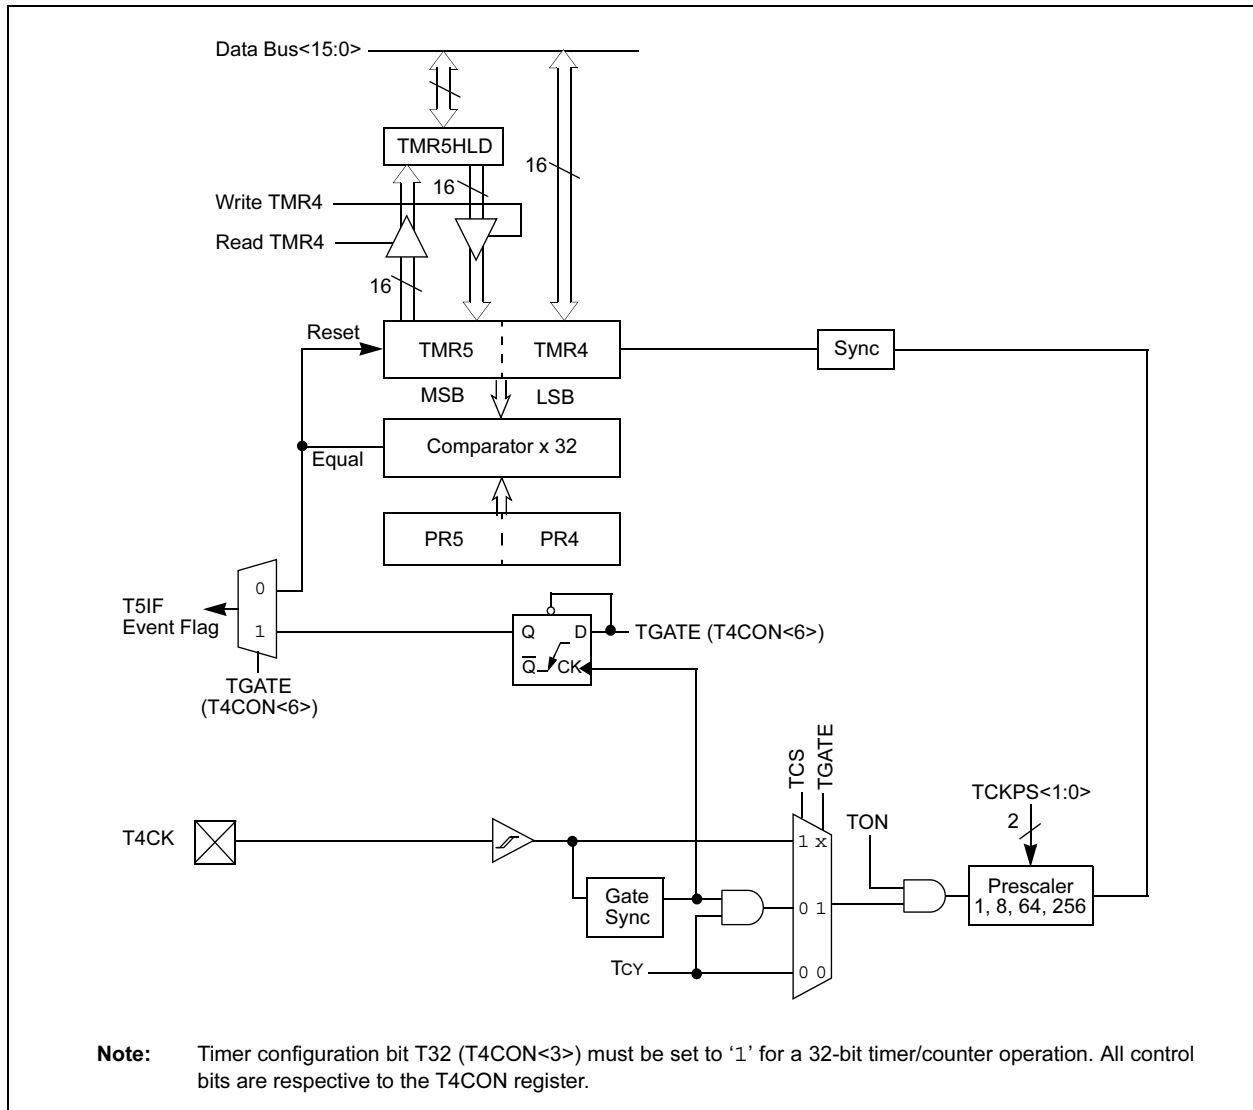 Data Bus<15:0>
TMR5HLD
16
16
Write TMR4
Read TMR4
16
Reset
TMR5
TMR4
Sync
MSB
LSB
Comparator x 32
Equal
PR5
PR4
0
T5IF
Event Flag
1
Q
D
TGATE (T4CON<6>)
Q
CK
TGATE
(T4CON<6>)
TCS
TGATE
TCKPS<1:0>
2
TON
T4CK
1 x
Prescaler
1, 8, 64, 256
Gate
Sync
0 1
TCY
0 0
Note: Timer configuration bit T32 (T4CON<3>) must be set to ‘1’ for a 32-bit timer/counter operation. All control
bits are respective to the T4CON register.